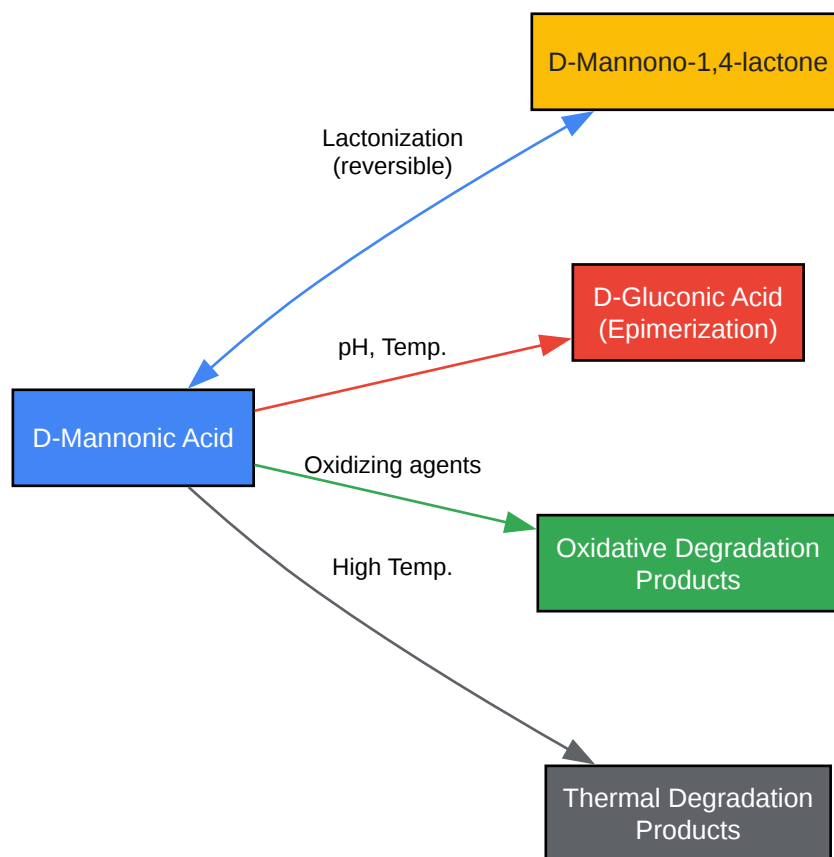 D-Mannono-1,4-lactone
Lactonization
(reversible)
D-Gluconic Acid
(Epimerization)
pH, Temp.
D-Mannonic Acid
Oxidizing agents
Oxidative Degradation
Products
High Temp.
Thermal Degradation
Products